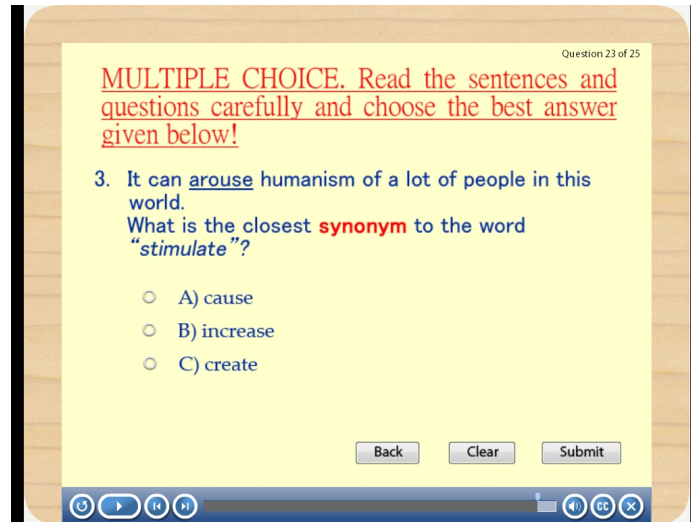 Question 23 of 25
MULTIPLE CHOICE. Read the sentences and
questions carefully and choose the best answer
given below!
3. It can arouse humanism of a lot of people in this
world.
What is the closest synonym to the word
“stimulate”?
A) cause
B) increase
C) create
Back Clear Submit
CC